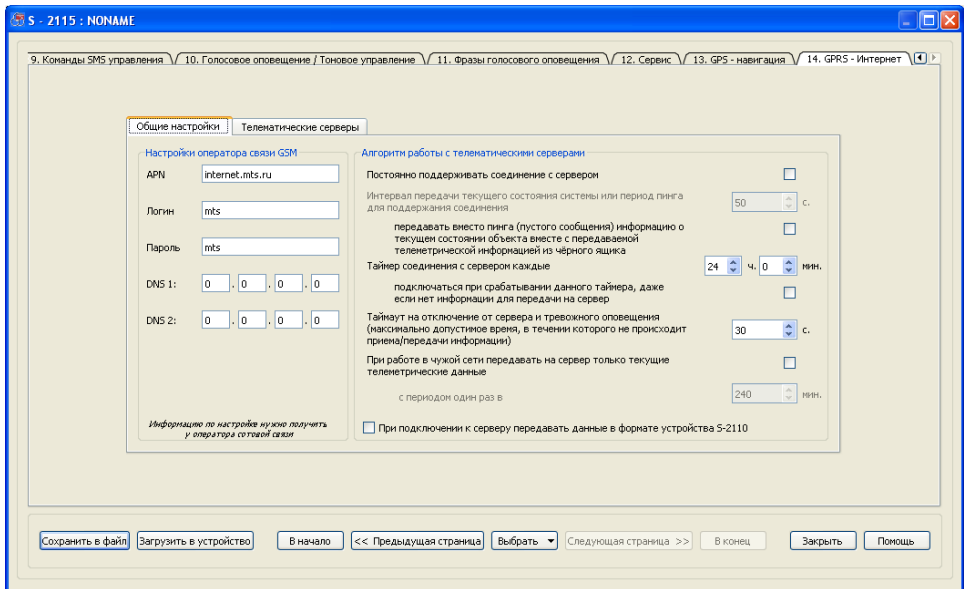 S - 2115 : NONAME
9. Команды SMS управления
10. Голосовое оповещение / Тоновое управление
11. Фразы голосового оповещения
12. Сервис
13. GPS - навигация
14. GPRS - Интернет
Общие настройки
Телематические серверы
Настройки оператора связи GSM
APN
internet.mts.ru
Логин
mts
Пароль
mts
DNS 1:
0 . 0 . 0 . 0
DNS 2:
0 . 0 . 0 . 0
Информацию по настройке нужно получить
у оператора сотовой связи
Алгоритм работы с телематическими серверами
Постоянно поддерживать соединение с сервером
Интервал передачи текущего состояния системы или период пинга
для поддержания соединения
50 с.
передавать вместо пинга (пустого сообщения) информацию о
текущем состоянии объекта вместе с передаваемой
телеметрической информацией из чёрного ящика
Таймер соединения с сервером каждые
24 ч. 0 мин.
подключаться при срабатывании данного таймера, даже
если нет информации для передачи на сервер
Таймаут на отключение от сервера и тревожного оповещения
(максимально допустимое время, в течении которого не происходит
приема/передачи информации)
30 с.
При работе в чужой сети передавать на сервер только текущие
телеметрические данные
с периодом один раз в
240 мин.
При подключении к серверу передавать данные в формате устройства S-2110
Сохранить в файл
Загрузить в устройство
В начало
<< Предыдущая страница
Выбрать
Следующая страница >>
В конец
Закрыть
Помощь